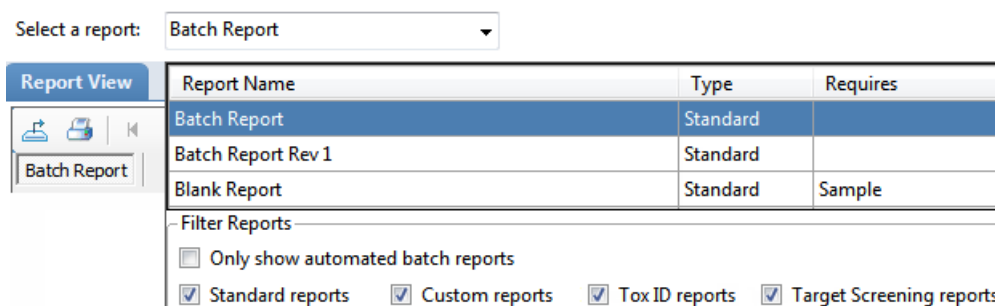 Select a report: Batch Report
Report View
Report Name Type Requires
Batch Report Standard
Batch Report Rev 1 Standard
Blank Report Standard Sample
Batch Report
Filter Reports
Only show automated batch reports
Standard reports Custom reports Tox ID reports Target Screening reports